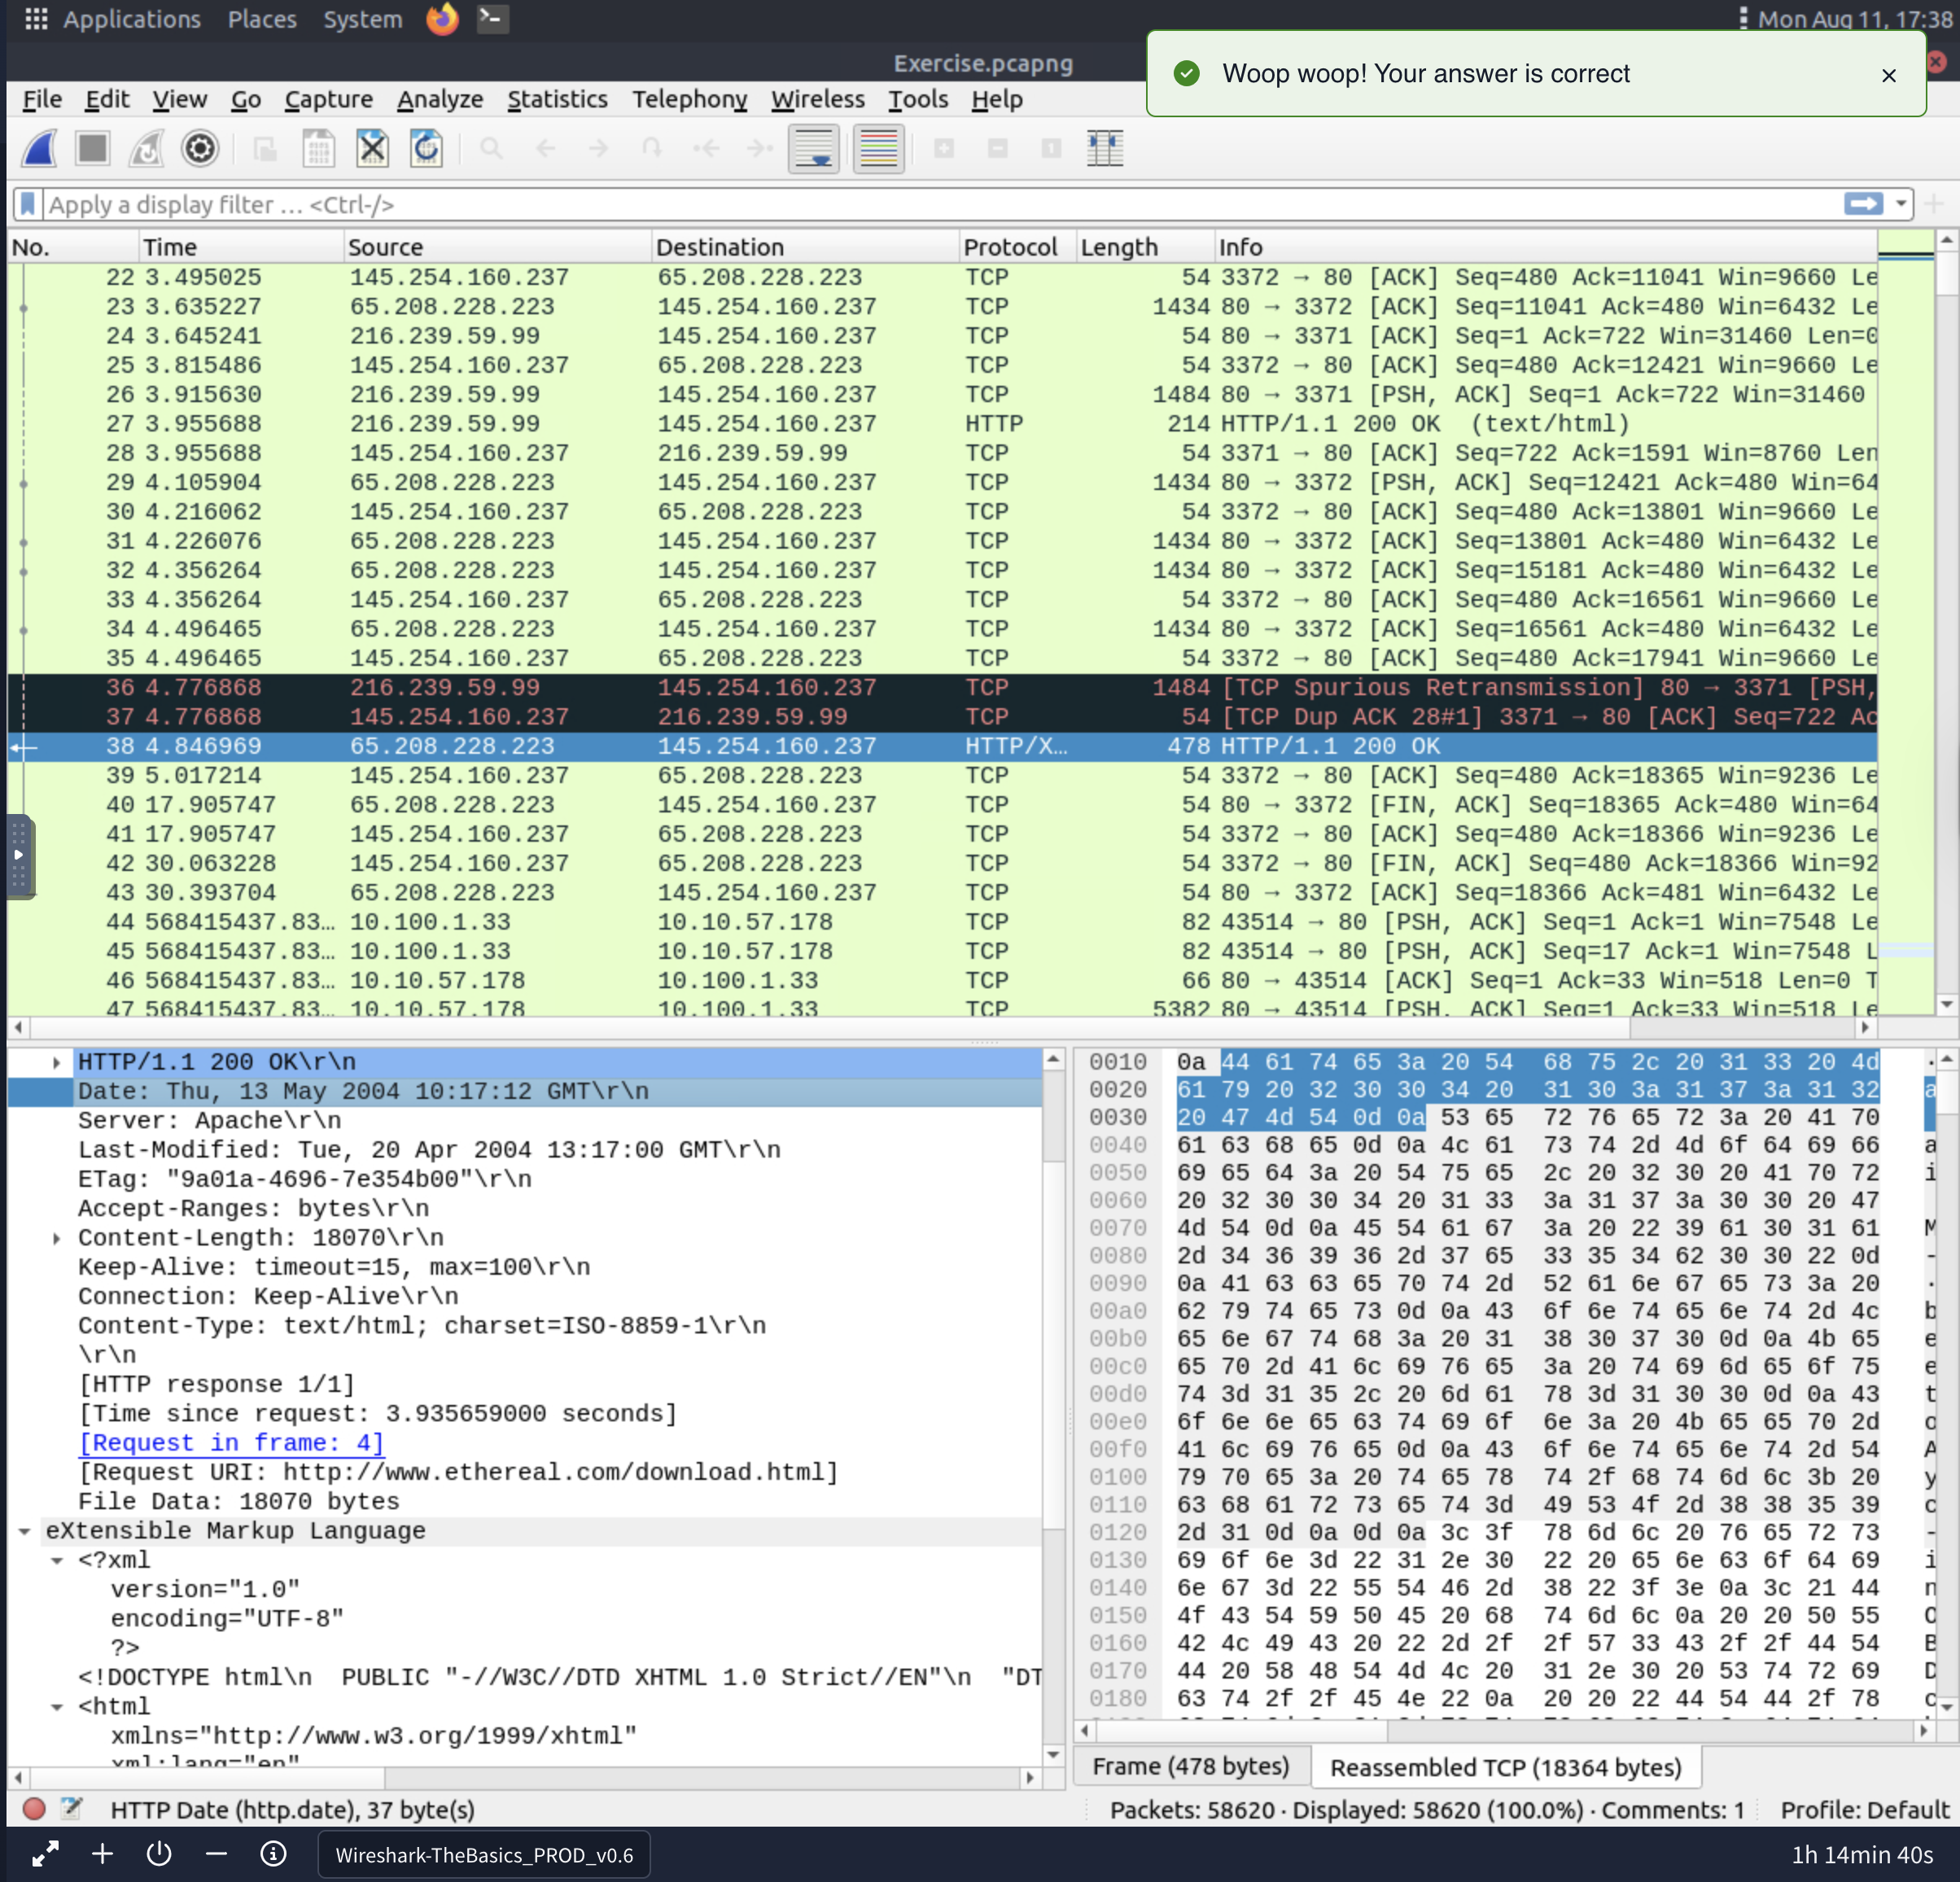 Applications Places System Mon Aug 11, 17:38
Exercise.pcapng
Woop woop! Your answer is correct
File Edit View Go Capture Analyze Statistics Telephony Wireless Tools Help
Apply a display filter … <Ctrl-/>
No. Time Source Destination Protocol Length Info
22 3.495025 145.254.160.237 65.208.228.223 TCP 54 3372 → 80 [ACK] Seq=480 Ack=11041 Win=9660 Le
23 3.635227 65.208.228.223 145.254.160.237 TCP 1434 80 → 3372 [ACK] Seq=11041 Ack=480 Win=6432 Le
24 3.645241 216.239.59.99 145.254.160.237 TCP 54 80 → 3371 [ACK] Seq=1 Ack=722 Win=31460 Len=0
25 3.815486 145.254.160.237 65.208.228.223 TCP 54 3372 → 80 [ACK] Seq=480 Ack=12421 Win=9660 Le
26 3.915630 216.239.59.99 145.254.160.237 TCP 1484 80 → 3371 [PSH, ACK] Seq=1 Ack=722 Win=31460
27 3.955688 216.239.59.99 145.254.160.237 HTTP 214 HTTP/1.1 200 OK (text/html)
28 3.955688 145.254.160.237 216.239.59.99 TCP 54 3371 → 80 [ACK] Seq=722 Ack=1591 Win=8760 Len
29 4.105904 65.208.228.223 145.254.160.237 TCP 1434 80 → 3372 [PSH, ACK] Seq=12421 Ack=480 Win=64
30 4.216062 145.254.160.237 65.208.228.223 TCP 54 3372 → 80 [ACK] Seq=480 Ack=13801 Win=9660 Le
31 4.226076 65.208.228.223 145.254.160.237 TCP 1434 80 → 3372 [ACK] Seq=13801 Ack=480 Win=6432 Le
32 4.356264 65.208.228.223 145.254.160.237 TCP 1434 80 → 3372 [ACK] Seq=15181 Ack=480 Win=6432 Le
33 4.356264 145.254.160.237 65.208.228.223 TCP 54 3372 → 80 [ACK] Seq=480 Ack=16561 Win=9660 Le
34 4.496465 65.208.228.223 145.254.160.237 TCP 1434 80 → 3372 [ACK] Seq=16561 Ack=480 Win=6432 Le
35 4.496465 145.254.160.237 65.208.228.223 TCP 54 3372 → 80 [ACK] Seq=480 Ack=17941 Win=9660 Le
36 4.776868 216.239.59.99 145.254.160.237 TCP 1484 [TCP Spurious Retransmission] 80 → 3371 [PSH,
37 4.776868 145.254.160.237 216.239.59.99 TCP 54 [TCP Dup ACK 28#1] 3371 → 80 [ACK] Seq=722 Ac
38 4.846969 65.208.228.223 145.254.160.237 HTTP/X… 478 HTTP/1.1 200 OK
39 5.017214 145.254.160.237 65.208.228.223 TCP 54 3372 → 80 [ACK] Seq=480 Ack=18365 Win=9236 Le
40 17.905747 65.208.228.223 145.254.160.237 TCP 54 80 → 3372 [FIN, ACK] Seq=18365 Ack=480 Win=64
41 17.905747 145.254.160.237 65.208.228.223 TCP 54 3372 → 80 [ACK] Seq=480 Ack=18366 Win=9236 Le
42 30.063228 145.254.160.237 65.208.228.223 TCP 54 3372 → 80 [FIN, ACK] Seq=480 Ack=18366 Win=92
43 30.393704 65.208.228.223 145.254.160.237 TCP 54 80 → 3372 [ACK] Seq=18366 Ack=481 Win=6432 Le
44 568415437.83… 10.100.1.33 10.10.57.178 TCP 82 43514 → 80 [PSH, ACK] Seq=1 Ack=1 Win=7548 Le
45 568415437.83… 10.100.1.33 10.10.57.178 TCP 82 43514 → 80 [PSH, ACK] Seq=17 Ack=1 Win=7548 L
46 568415437.83… 10.10.57.178 10.100.1.33 TCP 66 80 → 43514 [ACK] Seq=1 Ack=33 Win=518 Len=0 T
47 568415437.83… 10.10.57.178 10.100.1.33 TCP 5382 80 → 43514 [PSH, ACK] Seq=1 Ack=33 Win=518 Le
HTTP/1.1 200 OK\r\n
Date: Thu, 13 May 2004 10:17:12 GMT\r\n
Server: Apache\r\n
Last-Modified: Tue, 20 Apr 2004 13:17:00 GMT\r\n
ETag: "9a01a-4696-7e354b00"\r\n
Accept-Ranges: bytes\r\n
Content-Length: 18070\r\n
Keep-Alive: timeout=15, max=100\r\n
Connection: Keep-Alive\r\n
Content-Type: text/html; charset=ISO-8859-1\r\n
\r\n
[HTTP response 1/1]
[Time since request: 3.935659000 seconds]
[Request in frame: 4]
[Request URI: http://www.ethereal.com/download.html]
File Data: 18070 bytes
eXtensible Markup Language
<?xml
version="1.0"
encoding="UTF-8"
?>
<!DOCTYPE html\n PUBLIC "-//W3C//DTD XHTML 1.0 Strict//EN"\n "DT
<html
xmlns="http://www.w3.org/1999/xhtml"
xml:lang="en"
0010 0a 44 61 74 65 3a 20 54 68 75 2c 20 31 33 20 4d ·
0020 61 79 20 32 30 30 34 20 31 30 3a 31 37 3a 31 32 a
0030 20 47 4d 54 0d 0a 53 65 72 76 65 72 3a 20 41 70
0040 61 63 68 65 0d 0a 4c 61 73 74 2d 4d 6f 64 69 66 a
0050 69 65 64 3a 20 54 75 65 2c 20 32 30 20 41 70 72 i
0060 20 32 30 30 34 20 31 33 3a 31 37 3a 30 30 20 47
0070 4d 54 0d 0a 45 54 61 67 3a 20 22 39 61 30 31 61 M
0080 2d 34 36 39 36 2d 37 65 33 35 34 62 30 30 22 0d -
0090 0a 41 63 63 65 70 74 2d 52 61 6e 67 65 73 3a 20 ·
00a0 62 79 74 65 73 0d 0a 43 6f 6e 74 65 6e 74 2d 4c b
00b0 65 6e 67 74 68 3a 20 31 38 30 37 30 0d 0a 4b 65 e
00c0 65 70 2d 41 6c 69 76 65 3a 20 74 69 6d 65 6f 75 e
00d0 74 3d 31 35 2c 20 6d 61 78 3d 31 30 30 0d 0a 43 t
00e0 6f 6e 6e 65 63 74 69 6f 6e 3a 20 4b 65 65 70 2d o
00f0 41 6c 69 76 65 0d 0a 43 6f 6e 74 65 6e 74 2d 54 A
0100 79 70 65 3a 20 74 65 78 74 2f 68 74 6d 6c 3b 20 y
0110 63 68 61 72 73 65 74 3d 49 53 4f 2d 38 38 35 39 c
0120 2d 31 0d 0a 0d 0a 3c 3f 78 6d 6c 20 76 65 72 73 -
0130 69 6f 6e 3d 22 31 2e 30 22 20 65 6e 63 6f 64 69 i
0140 6e 67 3d 22 55 54 46 2d 38 22 3f 3e 0a 3c 21 44 n
0150 4f 43 54 59 50 45 20 68 74 6d 6c 0a 20 20 50 55 O
0160 42 4c 49 43 20 22 2d 2f 2f 57 33 43 2f 2f 44 54 B
0170 44 20 58 48 54 4d 4c 20 31 2e 30 20 53 74 72 69 D
0180 63 74 2f 2f 45 4e 22 0a 20 20 22 44 54 44 2f 78 c
Frame (478 bytes) Reassembled TCP (18364 bytes)
HTTP Date (http.date), 37 byte(s) Packets: 58620 · Displayed: 58620 (100.0%) · Comments: 1 Profile: Default
Wireshark-TheBasics_PROD_v0.6 1h 14min 40s